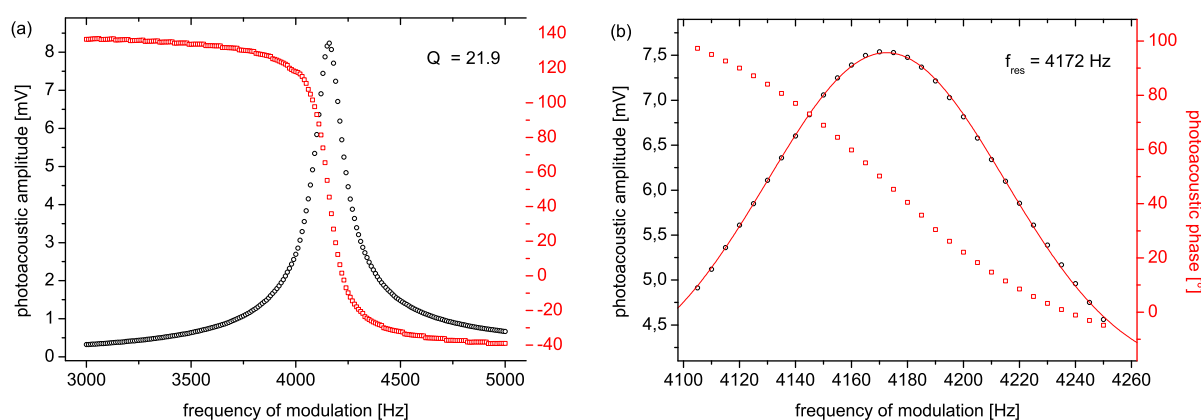 (a)
photoacoustic amplitude [mV]
8
7
6
5
4
3
2
1
0
Q = 21.9
140
120
100
80
60
40
20
0
-20
-40
3000 3500 4000 4500 5000
frequency of modulation [Hz]
(b)
photoacoustic amplitude [mV]
7,5
7,0
6,5
6,0
5,5
5,0
4,5
f_res = 4172 Hz
100
80
60
40
20
0
photoacoustic phase [°]
4100 4120 4140 4160 4180 4200 4220 4240 4260
frequency of modulation [Hz]